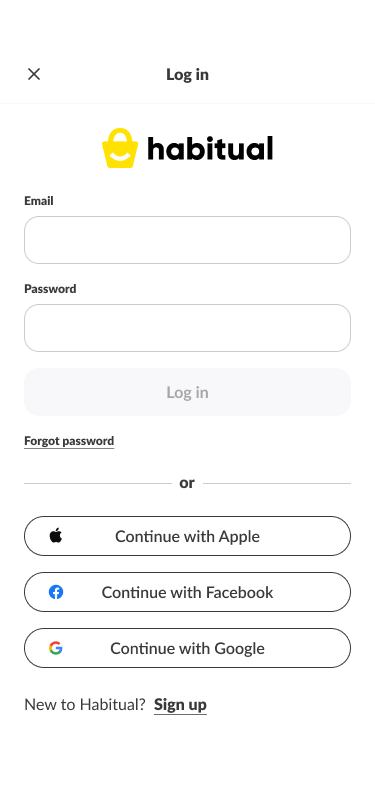 Log in
habitual
Email
Password
Log in
Forgot password
or
Continue with Apple
Continue with Facebook
Continue with Google
New to Habitual? Sign up